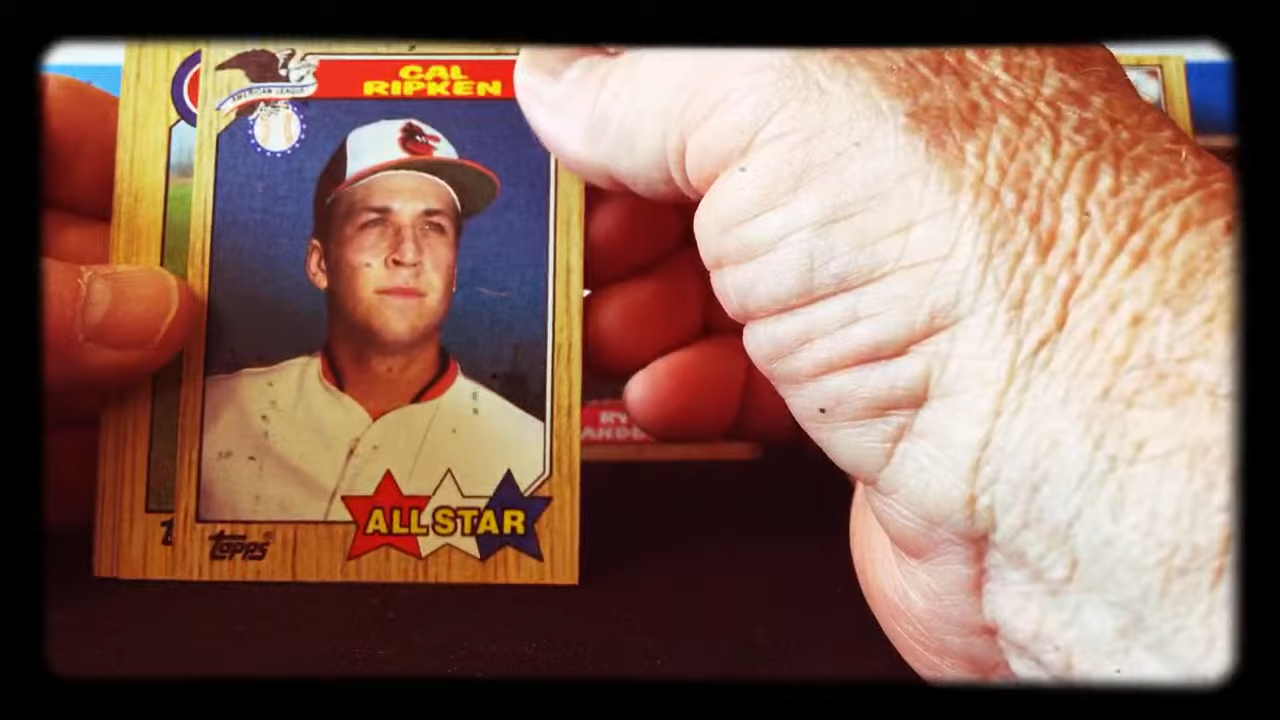 CAL
RIPKEN
AMERICAN LEAGUE
ALL STAR
topps